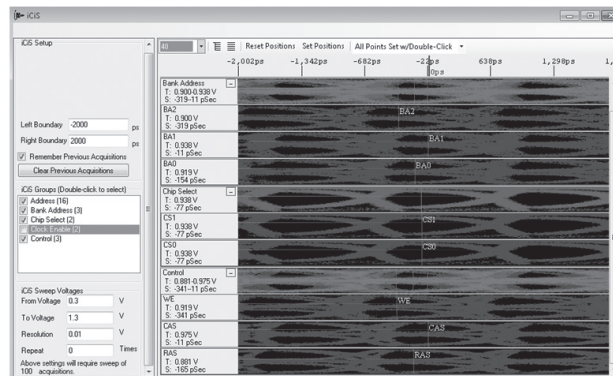 iCiS
iCiS Setup
Left Boundary -2000 ps
Right Boundary 2000 ps
Remember Previous Acquisitions
Clear Previous Acquisitions
iCiS Groups (Double-click to select)
Address (16)
Bank Address (3)
Chip Select (2)
Clock Enable (2)
Control (3)
iCiS Sweep Voltages
From Voltage 0.3 V
To Voltage 1.3 V
Resolution 0.01 V
Repeat 0 Times
Above settings will require sweep of
100 acquisitions.
40 Reset Positions Set Positions All Points Set w/Double-Click
-2,002ps -1,342ps -682ps -22ps 638ps 1,298ps 1,
0ps
Bank Address
T: 0.900-0.938 V
S: -319-11 pSec
BA2
T: 0.900 V
S: -319 pSec
BA2
BA1
T: 0.938 V
S: -11 pSec
BA1
BA0
T: 0.919 V
S: -154 pSec
BA0
Chip Select
T: 0.938 V
S: -77 pSec
CS1
T: 0.938 V
S: -77 pSec
CS1
CS0
T: 0.938 V
S: -77 pSec
CS0
Control
T: 0.881-0.975 V
S: -341-11 pSec
WE
T: 0.919 V
S: -341 pSec
WE
CAS
T: 0.975 V
S: -11 pSec
CAS
RAS
T: 0.881 V
S: -165 pSec
RAS